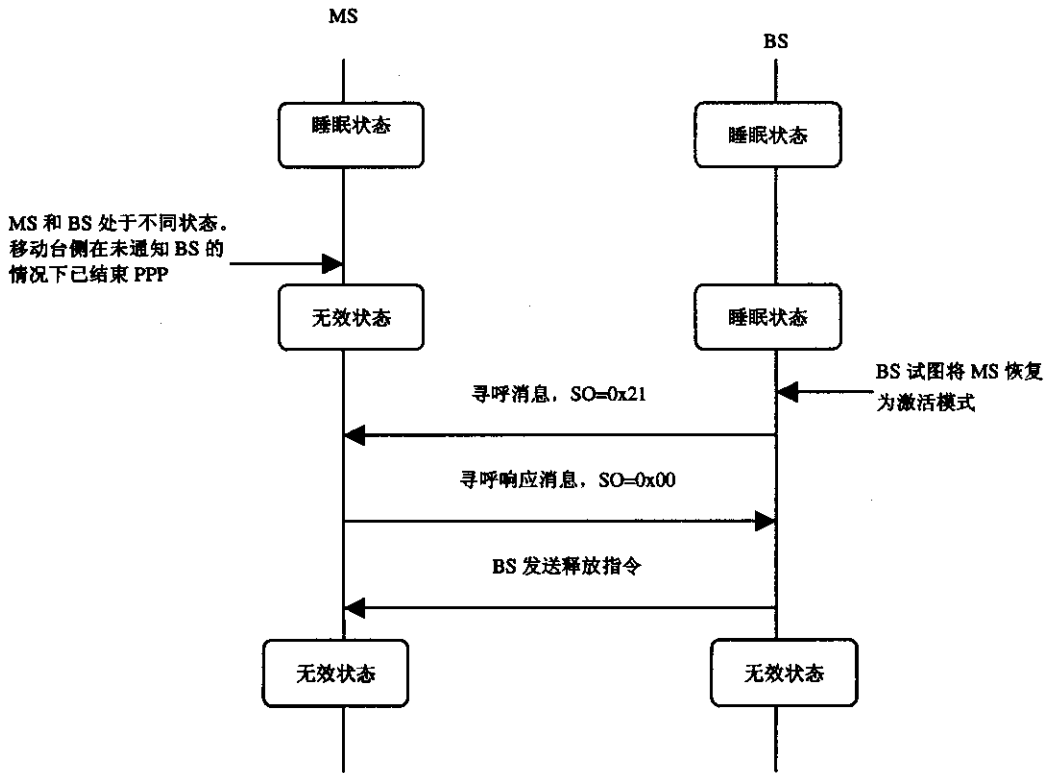 MS
BS
睡眠状态
睡眠状态
MS 和 BS 处于不同状态。
移动台侧在未通知 BS 的
情况下已结束 PPP
无效状态
睡眠状态
BS 试图将 MS 恢复
为激活模式
寻呼消息，SO=0x21
寻呼响应消息，SO=0x00
BS 发送释放指令
无效状态
无效状态